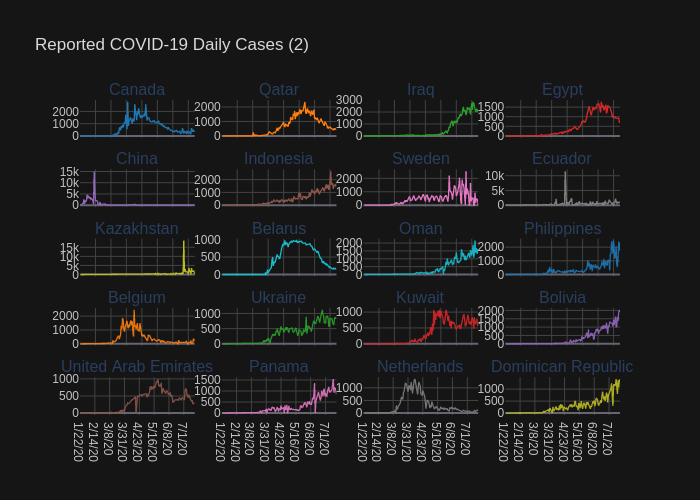 Reported COVID-19 Daily Cases (2)
Canada Qatar Iraq Egypt
2000 1000 0
2000 1000 0
3000 2000 1000 0
1500 1000 500 0
China Indonesia Sweden Ecuador
15k 10k 5k 0
2000 1000 0
2000 1000 0
10k 5k 0
Kazakhstan Belarus Oman Philippines
15k 10k 5k 0
1000 500 0
2000 1500 1000 500 0
2000 1000 0
Belgium Ukraine Kuwait Bolivia
2000 1000 0
1000 500 0
1000 500 0
2000 1500 1000 500 0
United Arab Emirates Panama Netherlands Dominican Republic
1000 500 0
1500 1000 500 0
1000 500 0
1000 500 0
1/22/20 2/14/20 3/8/20 3/31/20 4/23/20 5/16/20 6/8/20 7/1/20
1/22/20 2/14/20 3/8/20 3/31/20 4/23/20 5/16/20 6/8/20 7/1/20
1/22/20 2/14/20 3/8/20 3/31/20 4/23/20 5/16/20 6/8/20 7/1/20
1/22/20 2/14/20 3/8/20 3/31/20 4/23/20 5/16/20 6/8/20 7/1/20